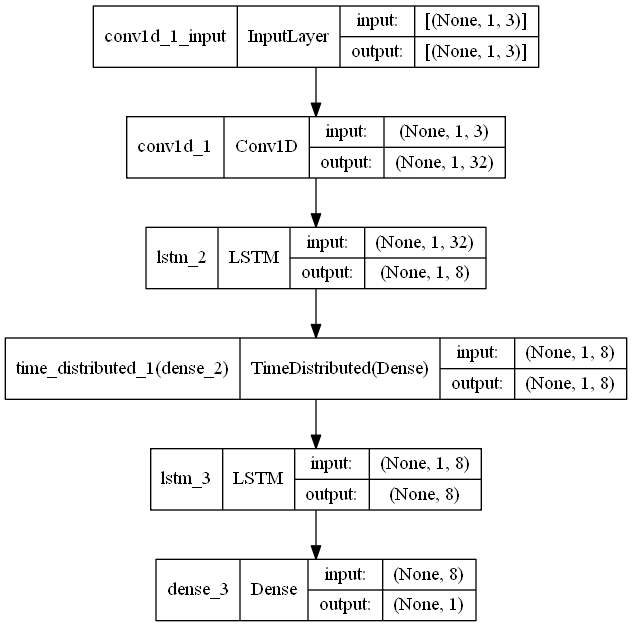 conv1d_1_input InputLayer input: [(None, 1, 3)]
output: [(None, 1, 3)]
conv1d_1 Conv1D input: (None, 1, 3)
output: (None, 1, 32)
lstm_2 LSTM input: (None, 1, 32)
output: (None, 1, 8)
time_distributed_1(dense_2) TimeDistributed(Dense) input: (None, 1, 8)
output: (None, 1, 8)
lstm_3 LSTM input: (None, 1, 8)
output: (None, 8)
dense_3 Dense input: (None, 8)
output: (None, 1)